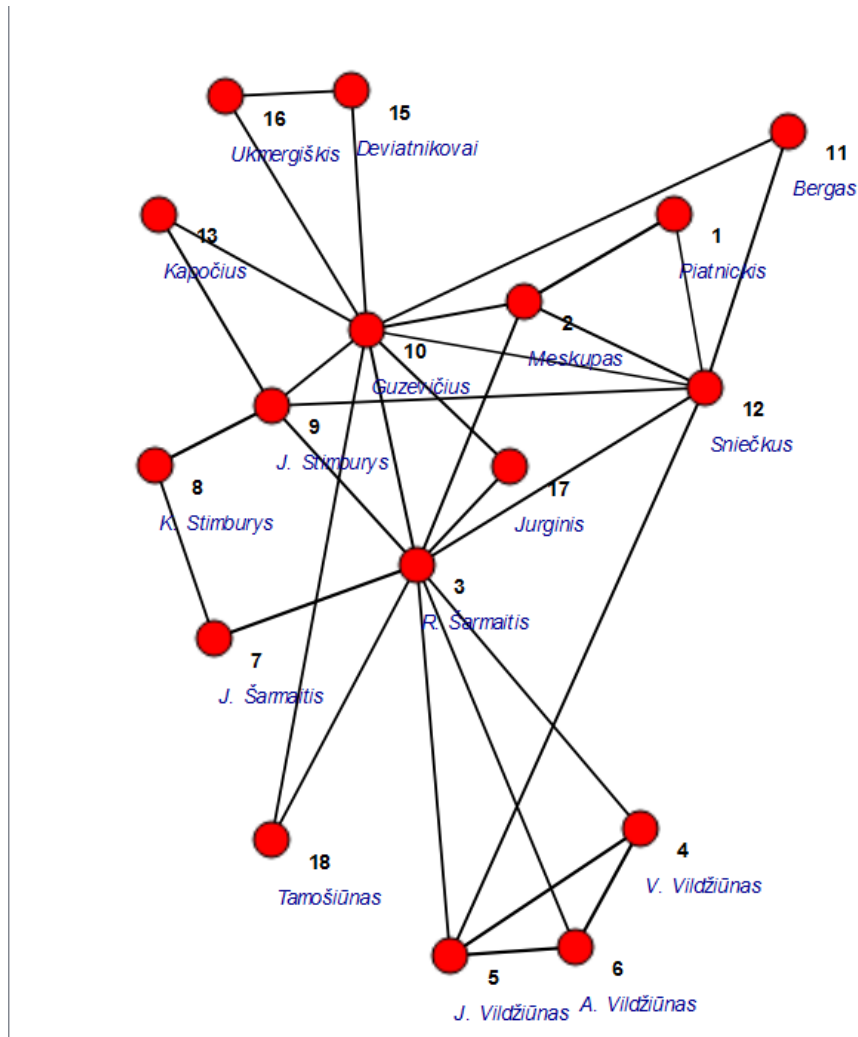 16
Ukmergiškis
15
Deviatnikovai
11
Bergas
13
Kapočius
1
Piatnickis
2
Meskupas
10
Guzevičius
12
Sniečkus
9
J. Stimburys
8
K. Stimburys
17
Jurginis
3
R. Šarmaitis
7
J. Šarmaitis
18
Tamošiūnas
4
V. Vildžiūnas
5
J. Vildžiūnas
6
A. Vildžiūnas